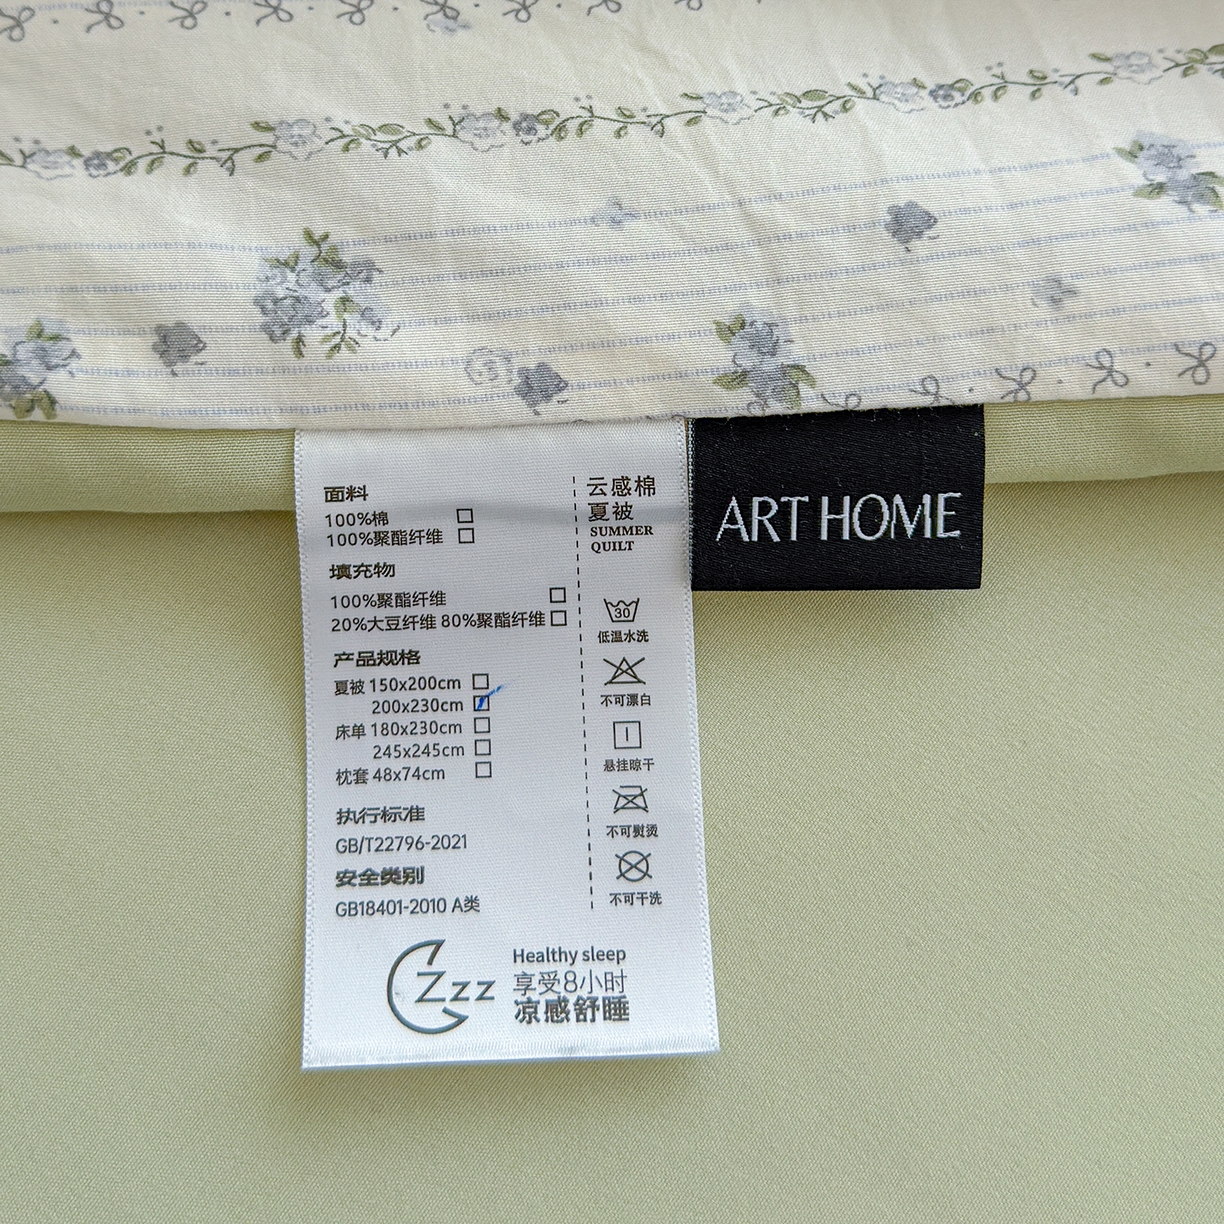 面料
100%棉 □
100%聚酯纤维 □
填充物
100%聚酯纤维 □
20%大豆纤维 80%聚酯纤维 □
产品规格
夏被 150x200cm □
200x230cm ☑
床单 180x230cm □
245x245cm □
枕套 48x74cm □
执行标准
GB/T22796-2021
安全类别
GB18401-2010 A类
云感棉
夏被
SUMMER
QUILT
30
低温水洗
不可漂白
悬挂晾干
不可熨烫
不可干洗
Zzz
Healthy sleep
享受8小时
凉感舒睡
ART HOME